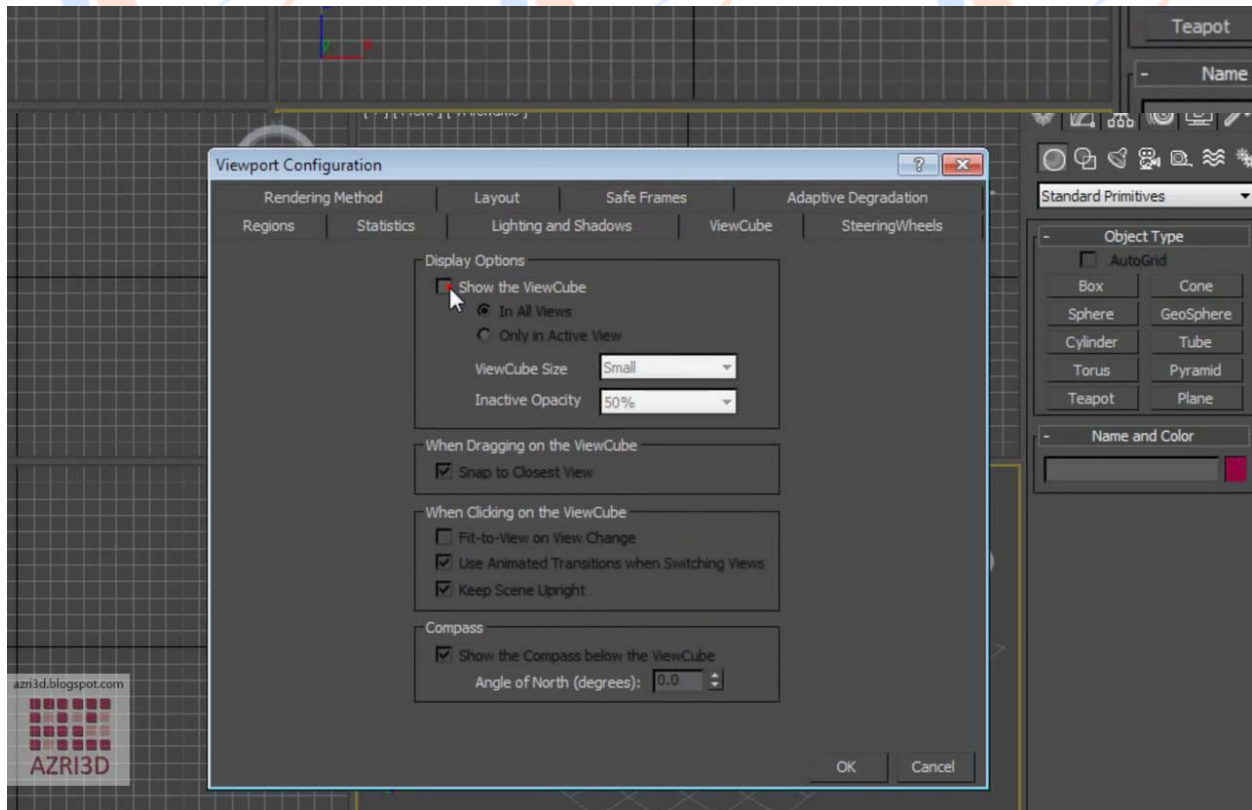 Teapot
- Name
Viewport Configuration
Rendering Method Layout Safe Frames Adaptive Degradation
Regions Statistics Lighting and Shadows ViewCube SteeringWheels
Display Options
Show the ViewCube
In All Views
Only in Active View
ViewCube Size Small
Inactive Opacity 50%
When Dragging on the ViewCube
Snap to Closest View
When Clicking on the ViewCube
Fit-to-View on View Change
Use Animated Transitions when Switching Views
Keep Scene Upright
Compass
Show the Compass below the ViewCube
Angle of North (degrees): 0.0
OK Cancel
Standard Primitives
- Object Type
AutoGrid
Box Cone
Sphere GeoSphere
Cylinder Tube
Torus Pyramid
Teapot Plane
- Name and Color
azri3d.blogspot.com
AZRI3D